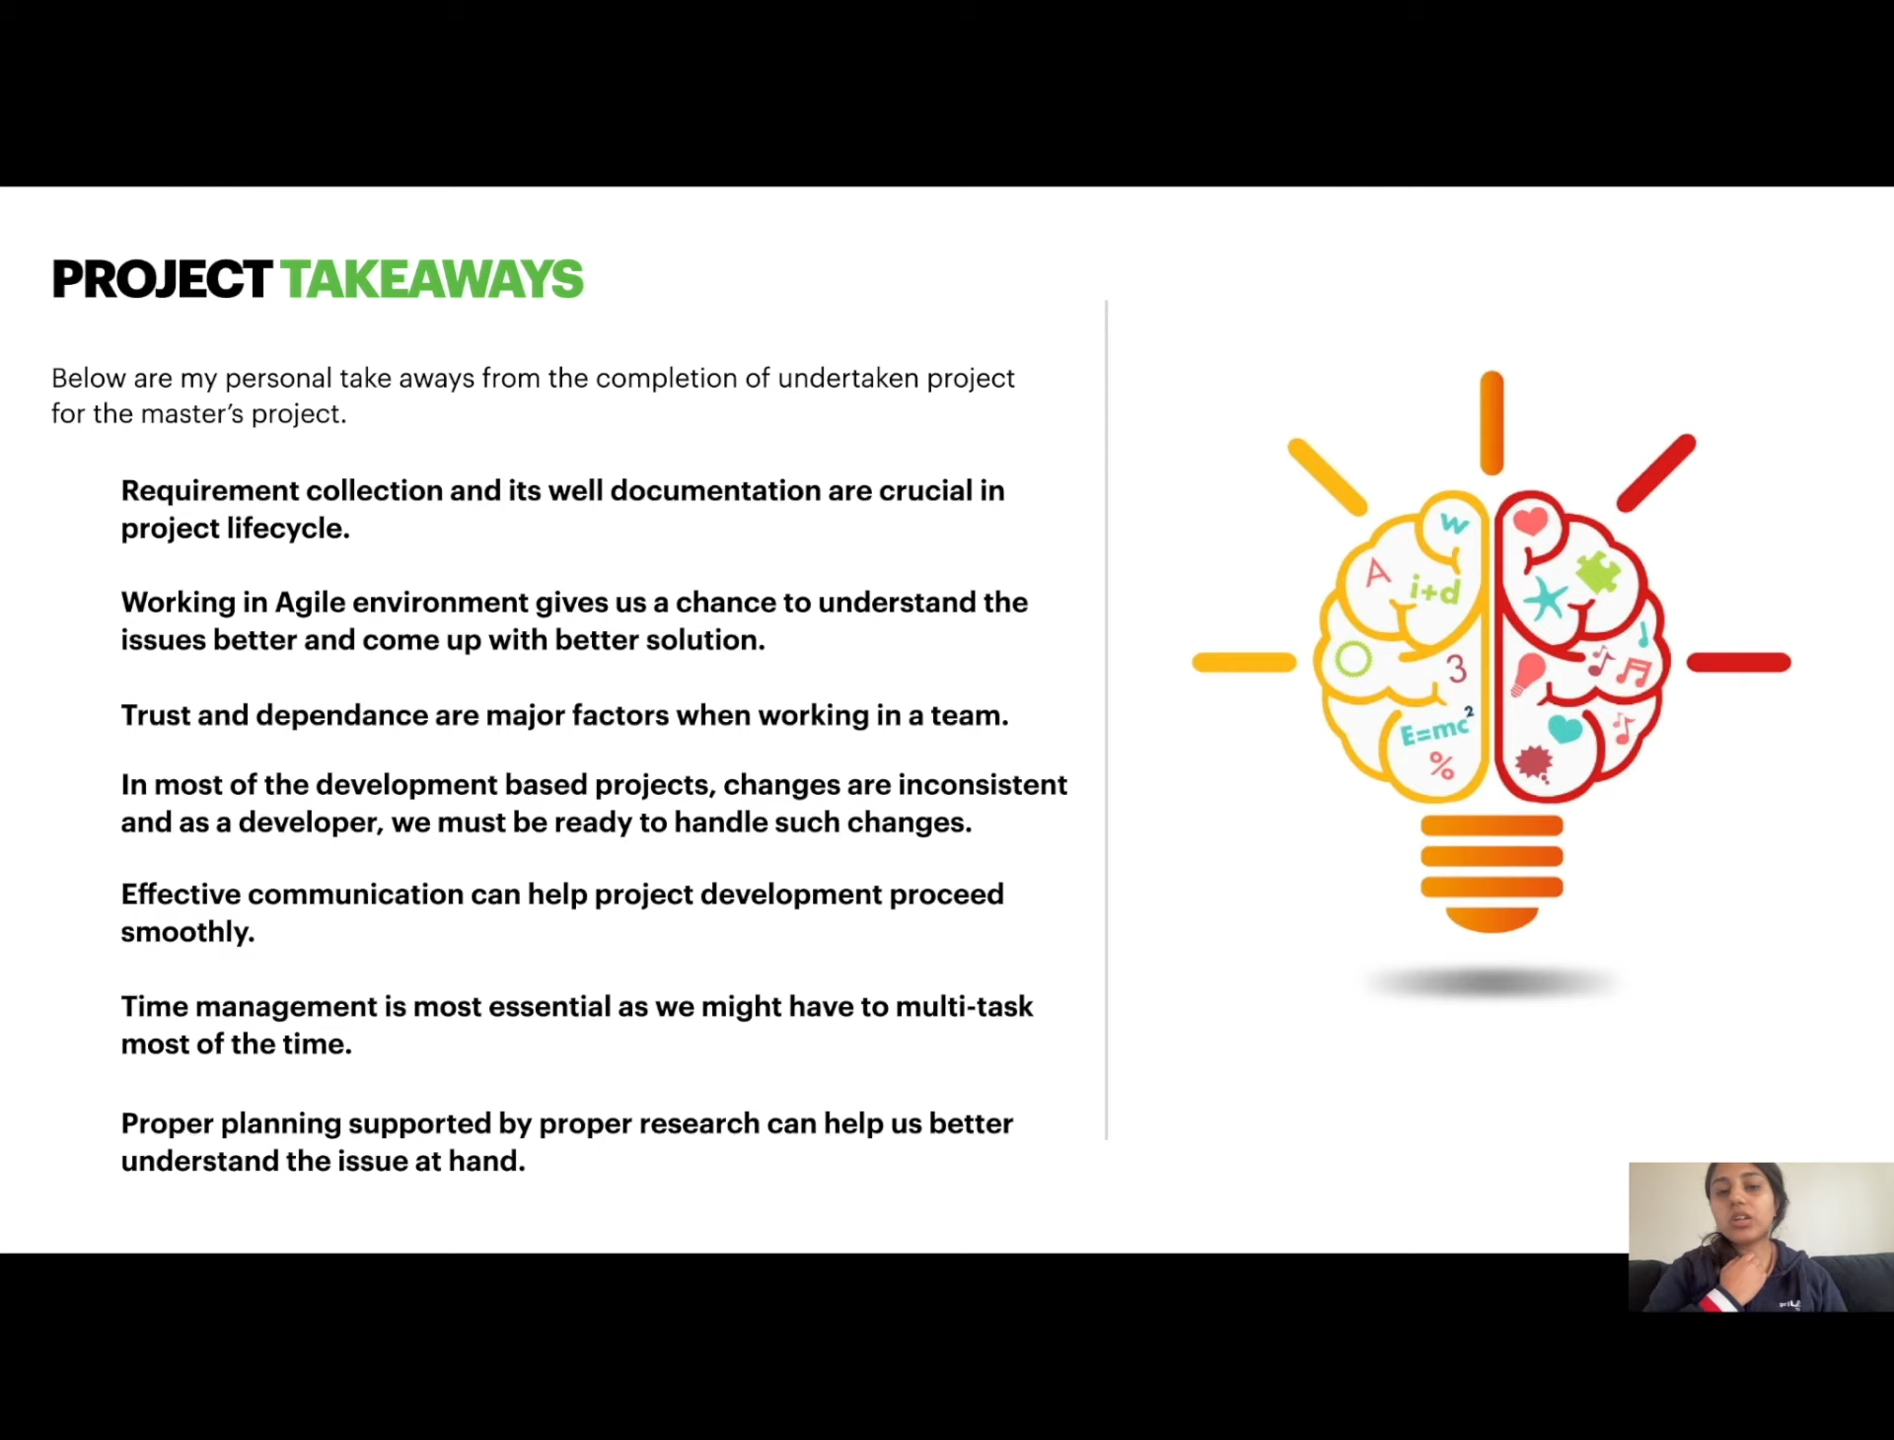 PROJECT TAKEAWAYS
Below are my personal take aways from the completion of undertaken project
for the master’s project.
Requirement collection and its well documentation are crucial in
project lifecycle.
Working in Agile environment gives us a chance to understand the
issues better and come up with better solution.
Trust and dependance are major factors when working in a team.
In most of the development based projects, changes are inconsistent
and as a developer, we must be ready to handle such changes.
Effective communication can help project development proceed
smoothly.
Time management is most essential as we might have to multi-task
most of the time.
Proper planning supported by proper research can help us better
understand the issue at hand.
w
A
i+d
3
E=mc²
%